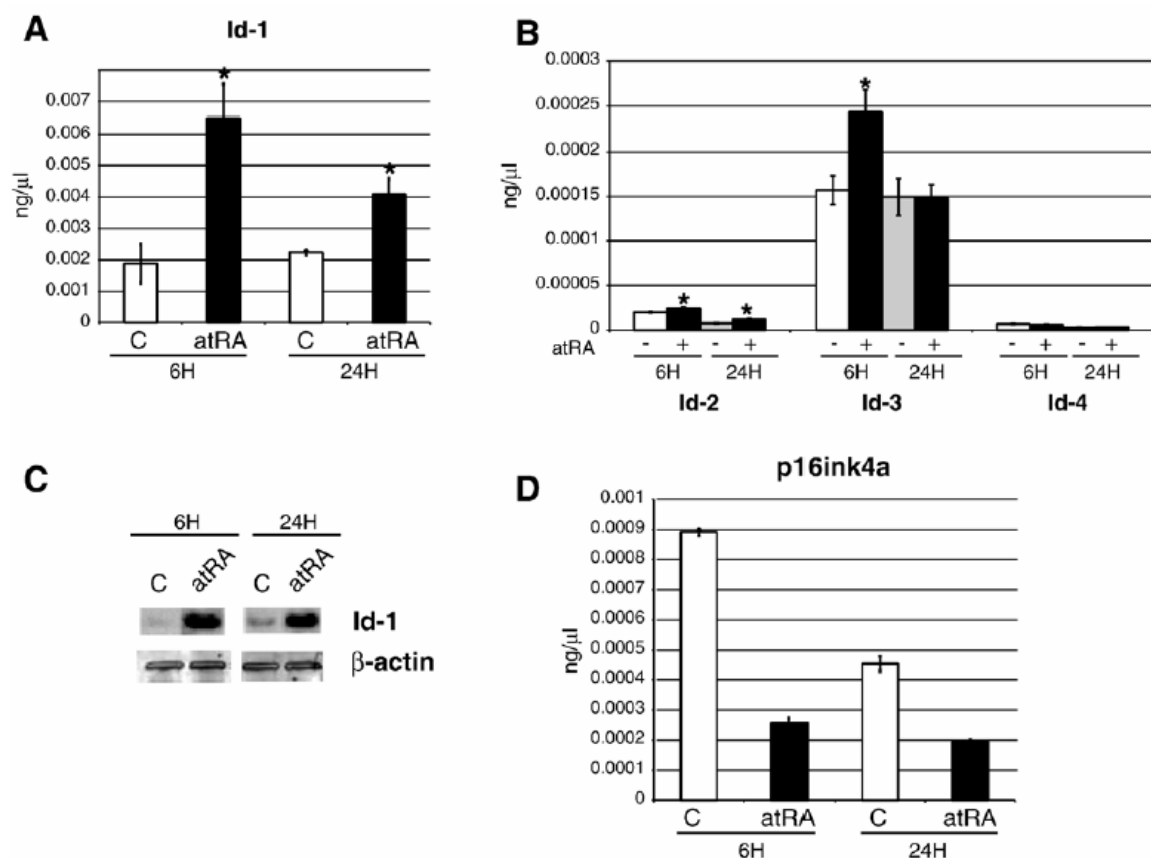 A
Id-1
ng/μl
0.007
0.006
0.005
0.004
0.003
0.002
0.001
0
*
*
C atRA C atRA
6H 24H
B
ng/μl
0.0003
0.00025
0.0002
0.00015
0.0001
0.00005
0
*
*
*
atRA - + - + - + - + - + - +
6H 24H 6H 24H 6H 24H
Id-2 Id-3 Id-4
C
6H 24H
C atRA C atRA
Id-1
β-actin
D
p16ink4a
ng/μl
0.001
0.0009
0.0008
0.0007
0.0006
0.0005
0.0004
0.0003
0.0002
0.0001
0
C atRA C atRA
6H 24H